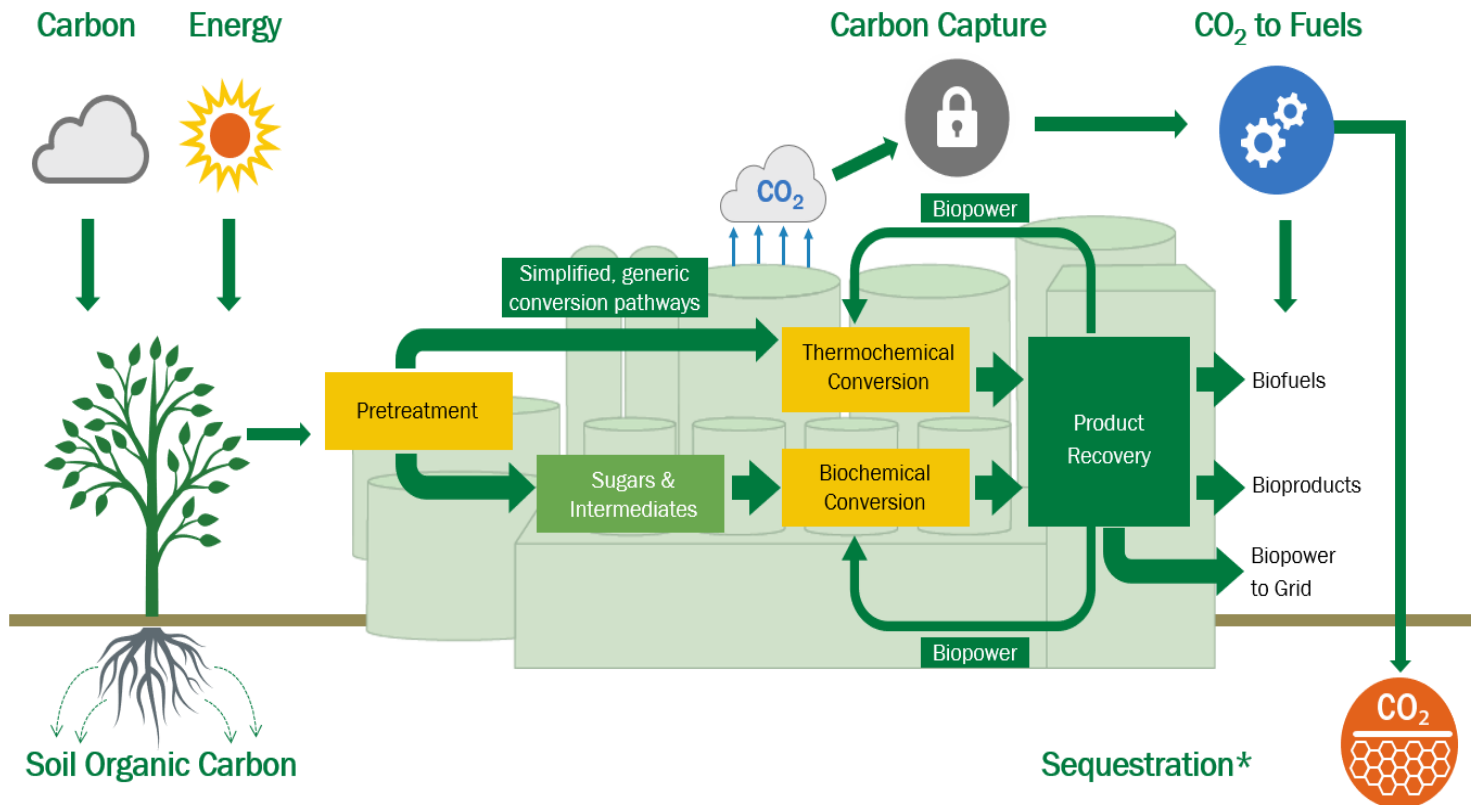 Carbon
Energy
Carbon Capture
CO₂ to Fuels
CO₂
Biopower
Simplified, generic
conversion pathways
Thermochemical
Conversion
Pretreatment
Biofuels
Product
Recovery
Sugars &
Intermediates
Biochemical
Conversion
Bioproducts
Biopower
to Grid
Biopower
Soil Organic Carbon
Sequestration*
CO₂